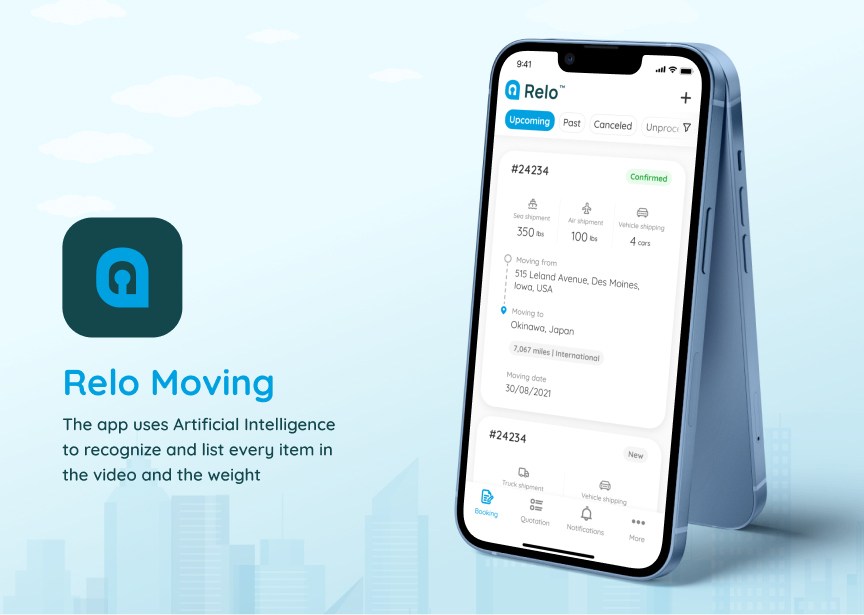 Relo Moving
The app uses Artificial Intelligence
to recognize and list every item in
the video and the weight
9:41
Relo™
Upcoming Past Canceled Unproc
#24234 Confirmed
Sea shipment Air shipment Vehicle shipping
350 lbs 100 lbs 4 cars
Moving from
515 Leland Avenue, Des Moines,
Iowa, USA
Moving to
Okinawa, Japan
7,067 miles | International
Moving date
30/08/2021
#24234 New
Truck shipment Vehicle shipping
Booking Quotation Notifications More